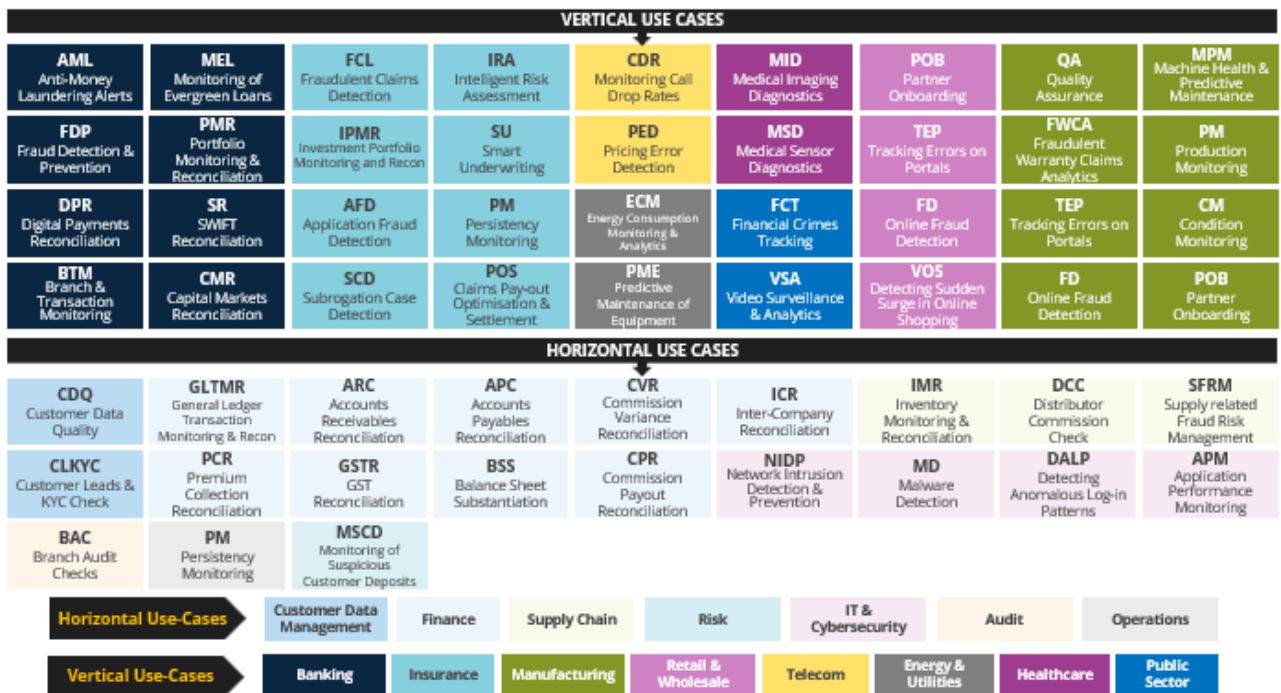 VERTICAL USE CASES
AML
Anti-Money
Laundering Alerts
MEL
Monitoring of
Evergreen Loans
FCL
Fraudulent Claims
Detection
IRA
Intelligent Risk
Assessment
CDR
Monitoring Call
Drop Rates
MID
Medical Imaging
Diagnostics
POB
Partner
Onboarding
QA
Quality
Assurance
MPM
Machine Health &
Predictive
Maintenance
FDP
Fraud Detection &
Prevention
PMR
Portfolio
Monitoring &
Reconciliation
IPMR
Investment Portfolio
Monitoring and Recon
SU
Smart
Underwriting
PED
Pricing Error
Detection
MSD
Medical Sensor
Diagnostics
TEP
Tracking Errors on
Portals
FWCA
Fraudulent
Warranty Claims
Analytics
PM
Production
Monitoring
DPR
Digital Payments
Reconciliation
SR
SWIFT
Reconciliation
AFD
Application Fraud
Detection
PM
Persistency
Monitoring
ECM
Energy Consumption
Monitoring &
Analytics
FCT
Financial Crimes
Tracking
FD
Online Fraud
Detection
TEP
Tracking Errors on
Portals
CM
Condition
Monitoring
BTM
Branch &
Transaction
Monitoring
CMR
Capital Markets
Reconciliation
SCD
Subrogation Case
Detection
POS
Claims Pay-out
Optimisation &
Settlement
PME
Predictive
Maintenance of
Equipment
VSA
Video Surveillance
& Analytics
VOS
Detecting Sudden
Surge in Online
Shopping
FD
Online Fraud
Detection
POB
Partner
Onboarding
HORIZONTAL USE CASES
CDQ
Customer Data
Quality
GLTMR
General Ledger
Transaction
Monitoring & Recon
ARC
Accounts
Receivables
Reconciliation
APC
Accounts
Payables
Reconciliation
CVR
Commission
Variance
Reconciliation
ICR
Inter-Company
Reconciliation
IMR
Inventory
Monitoring &
Reconciliation
DCC
Distributor
Commission
Check
SFRM
Supply related
Fraud Risk
Management
CLKYC
Customer Leads &
KYC Check
PCR
Premium
Collection
Reconciliation
GSTR
GST
Reconciliation
BSS
Balance Sheet
Substantiation
CPR
Commission
Payout
Reconciliation
NIDP
Network Intrusion
Detection &
Prevention
MD
Malware
Detection
DALP
Detecting
Anomalous Log-in
Patterns
APM
Application
Performance
Monitoring
BAC
Branch Audit
Checks
PM
Persistency
Monitoring
MSCD
Monitoring of
Suspicious
Customer Deposits
Horizontal Use-Cases
Customer Data
Management
Finance
Supply Chain
Risk
IT &
Cybersecurity
Audit
Operations
Vertical Use-Cases
Banking
Insurance
Manufacturing
Retail &
Wholesale
Telecom
Energy &
Utilities
Healthcare
Public
Sector